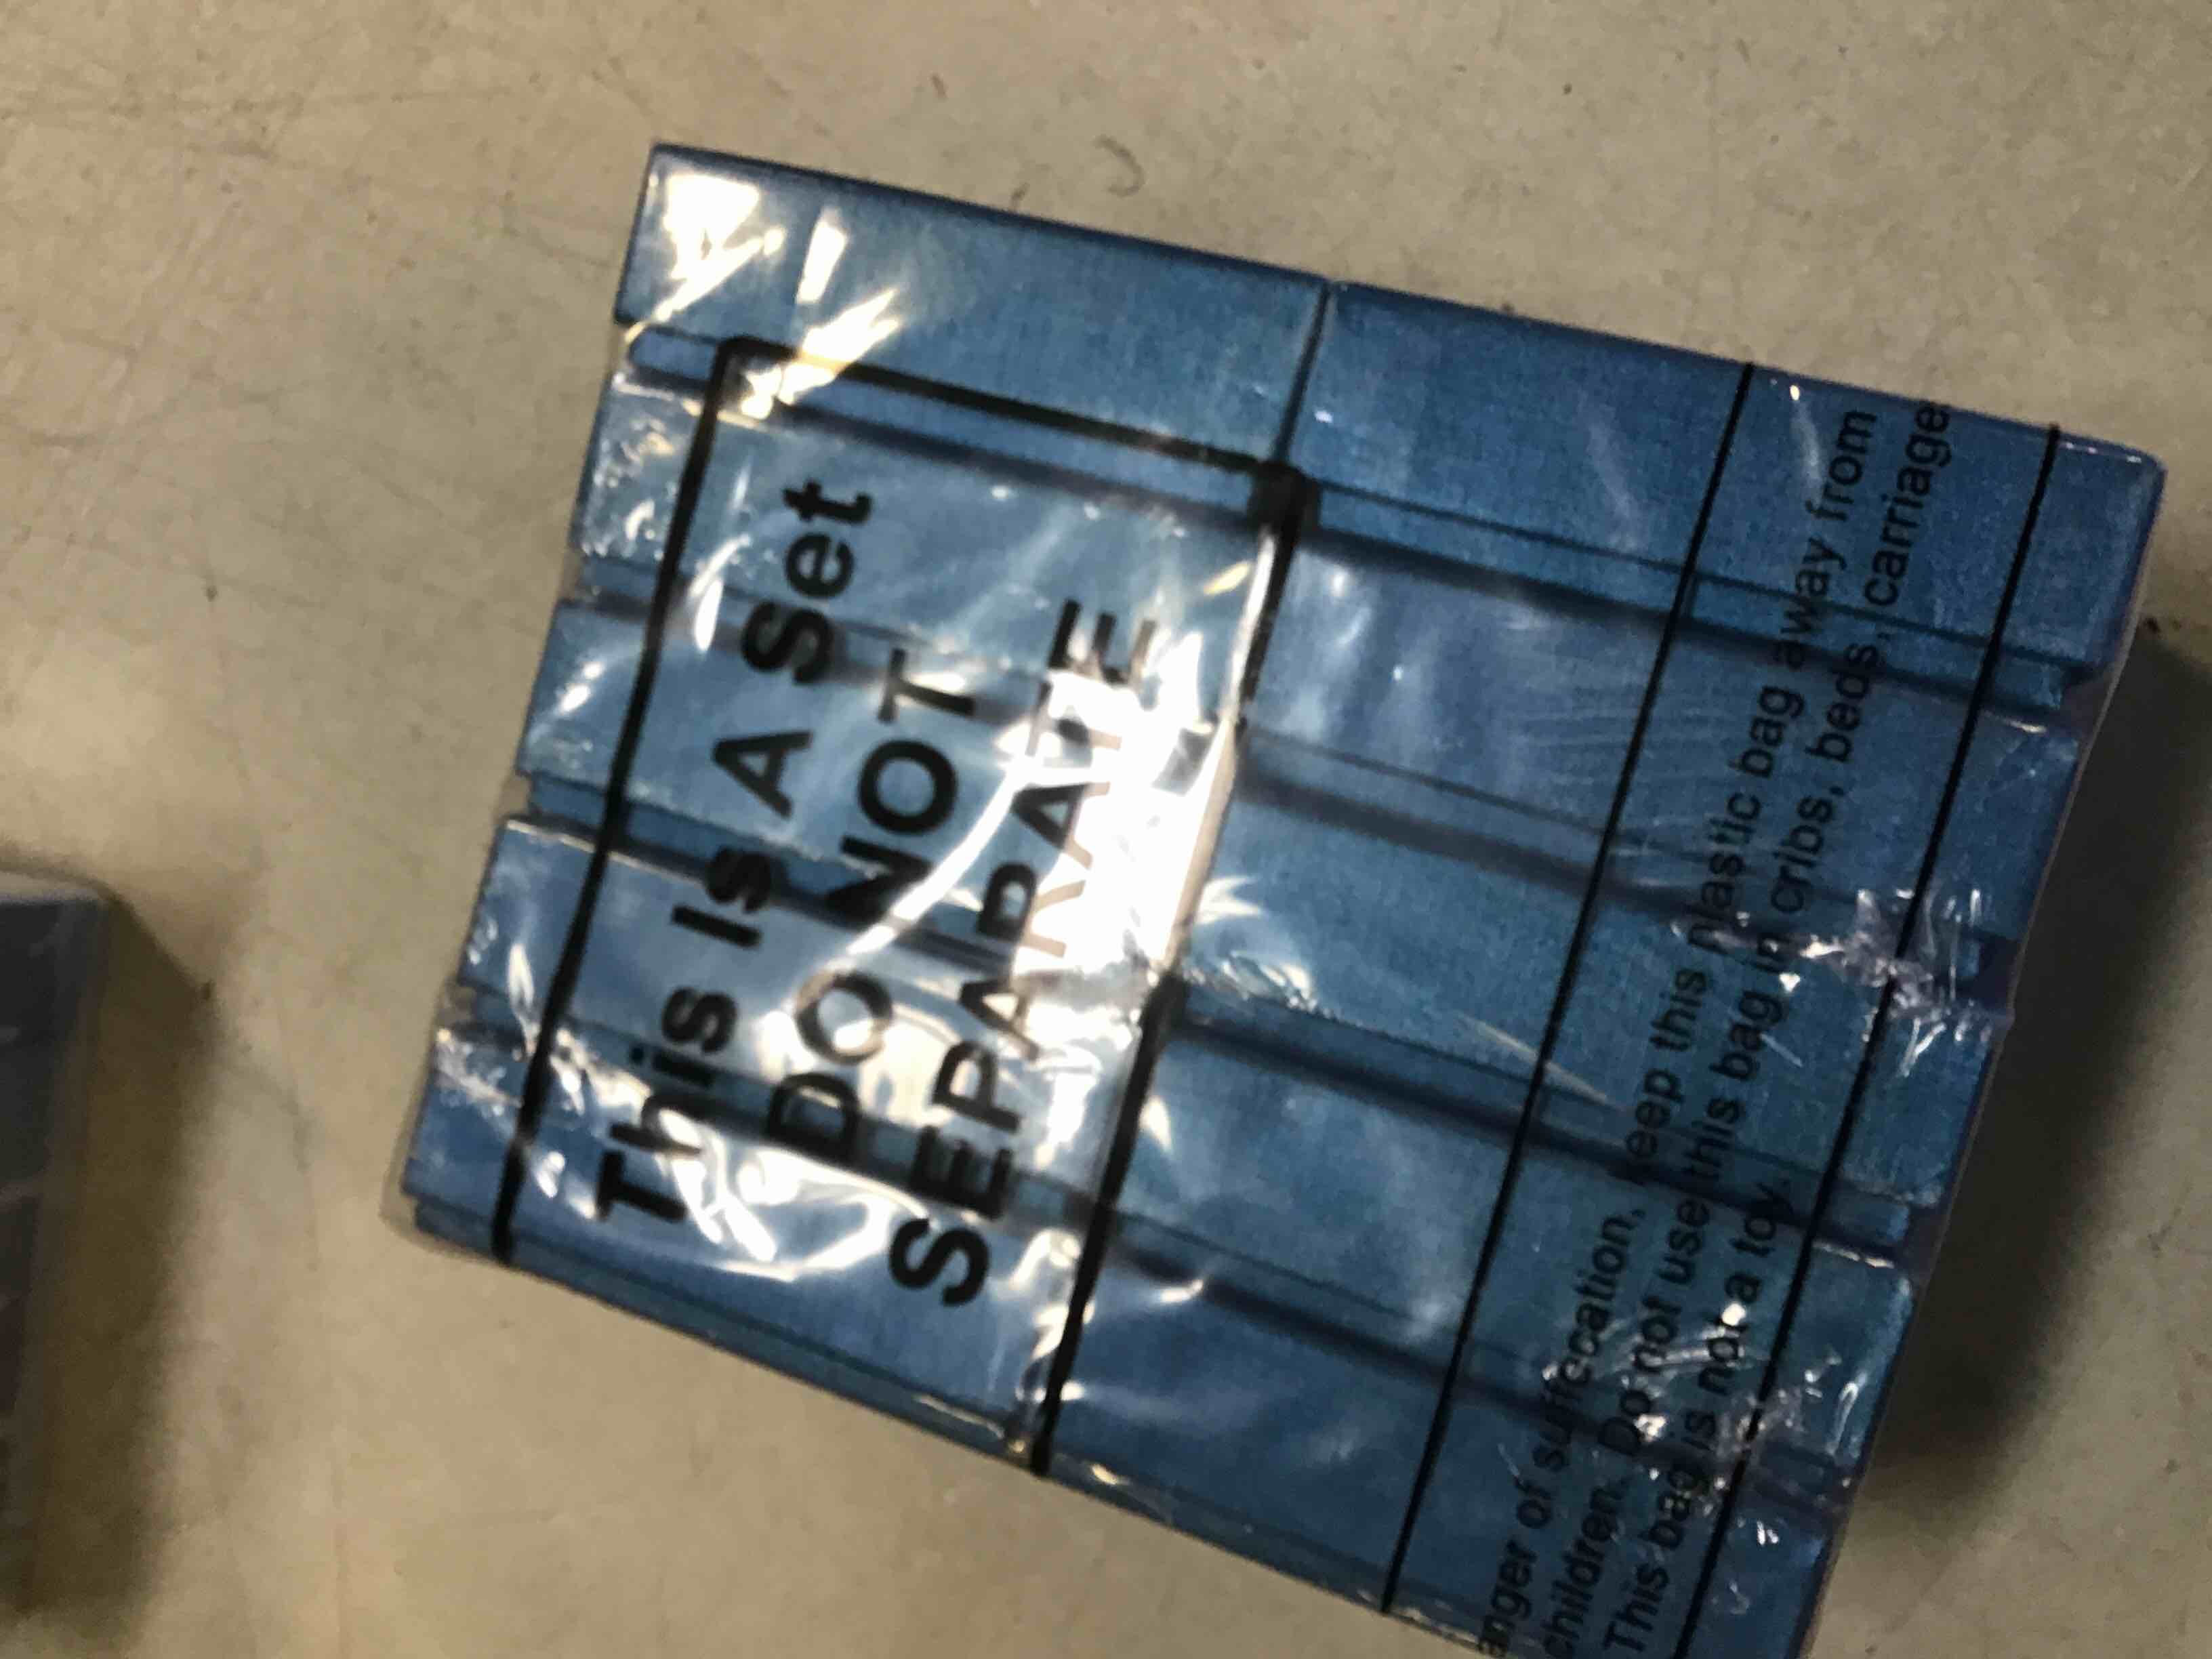 This Is A Set
DO NOT
SEPARATE
anger of suffocation, keep this plastic bag away from
children. Do not use this bag in cribs, beds, carriage
This bag is not a toy.